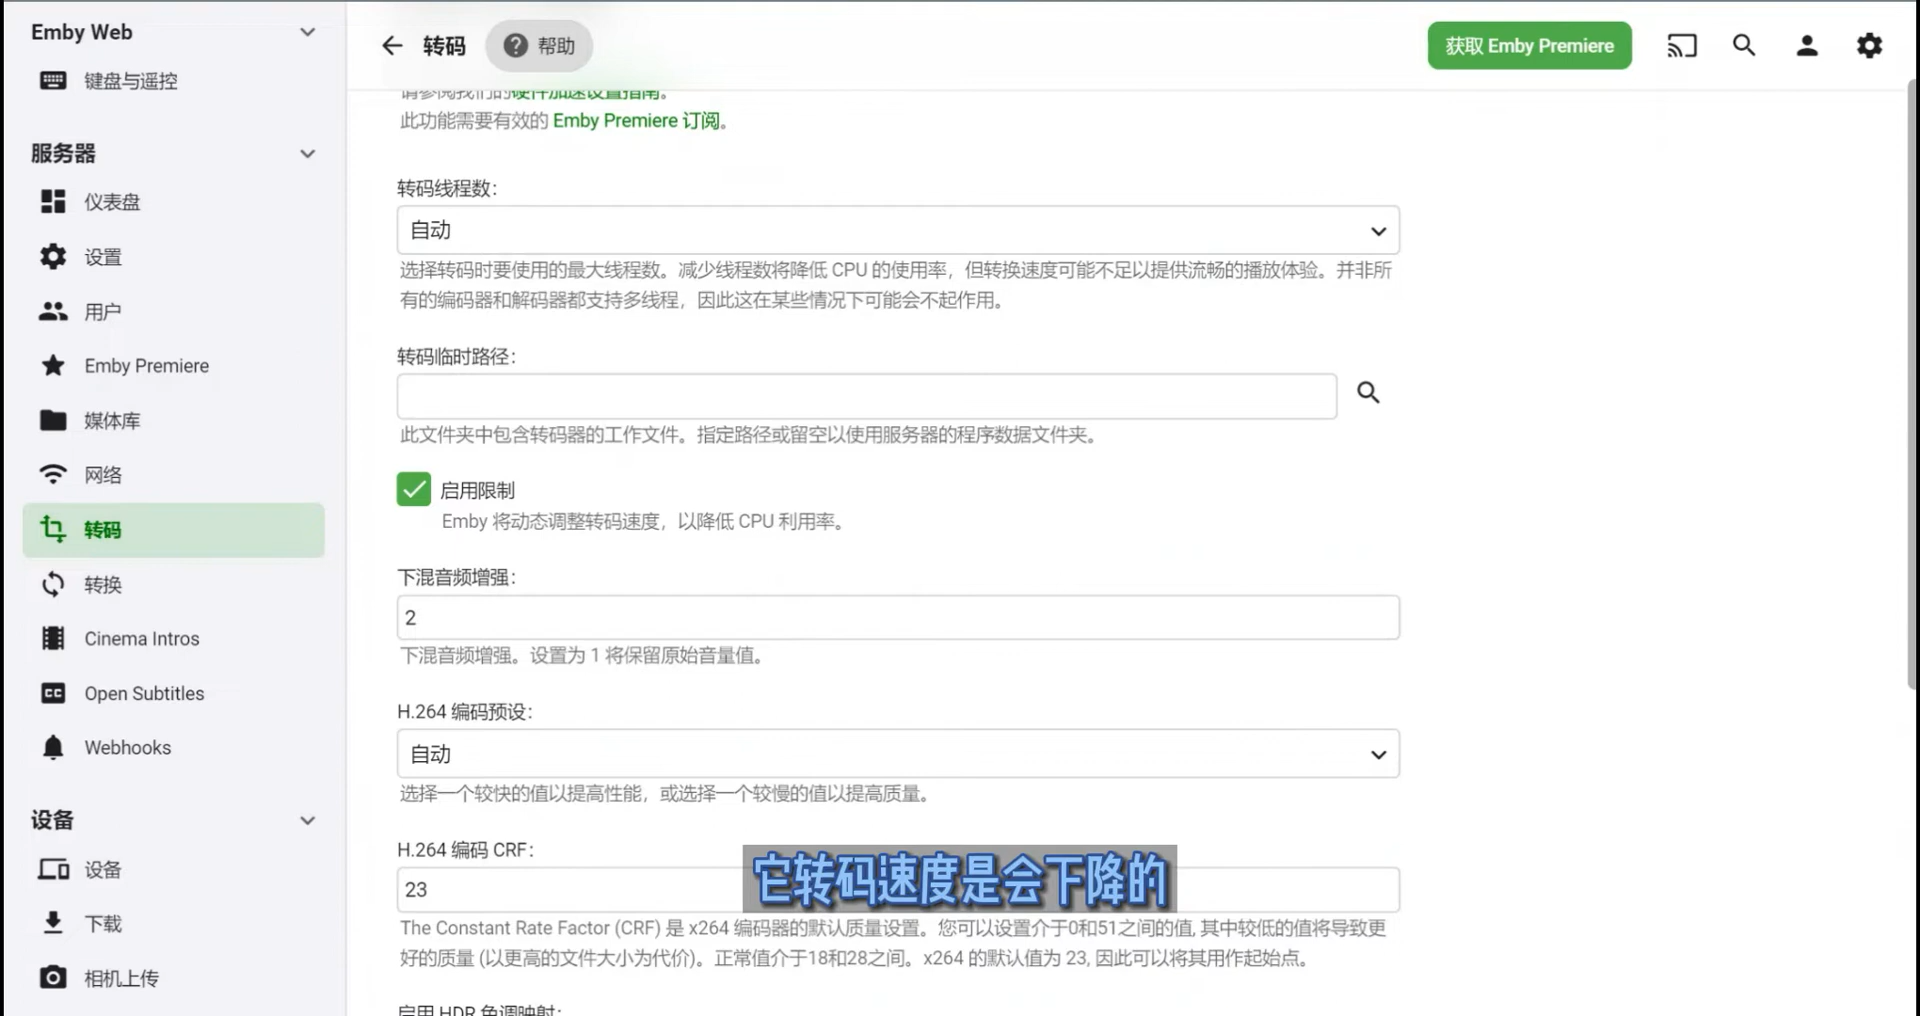 Emby Web
键盘与遥控
服务器
仪表盘
设置
用户
Emby Premiere
媒体库
网络
转码
转换
Cinema Intros
Open Subtitles
Webhooks
设备
设备
下载
相机上传
转码
帮助
获取 Emby Premiere
请参阅我们的硬件加速设置指南。
此功能需要有效的 Emby Premiere 订阅。
转码线程数:
自动
选择转码时要使用的最大线程数。减少线程数将降低 CPU 的使用率，但转换速度可能不足以提供流畅的播放体验。并非所
有的编码器和解码器都支持多线程，因此这在某些情况下可能会不起作用。
转码临时路径:
此文件夹中包含转码器的工作文件。指定路径或留空以使用服务器的程序数据文件夹。
启用限制
Emby 将动态调整转码速度，以降低 CPU 利用率。
下混音频增强:
2
下混音频增强。设置为 1 将保留原始音量值。
H.264 编码预设:
自动
选择一个较快的值以提高性能，或选择一个较慢的值以提高质量。
H.264 编码 CRF:
23
它转码速度是会下降的
The Constant Rate Factor (CRF) 是 x264 编码器的默认质量设置。您可以设置介于0和51之间的值, 其中较低的值将导致更
好的质量 (以更高的文件大小为代价)。正常值介于18和28之间。x264 的默认值为 23, 因此可以将其用作起始点。
启用 HDR 色调映射: